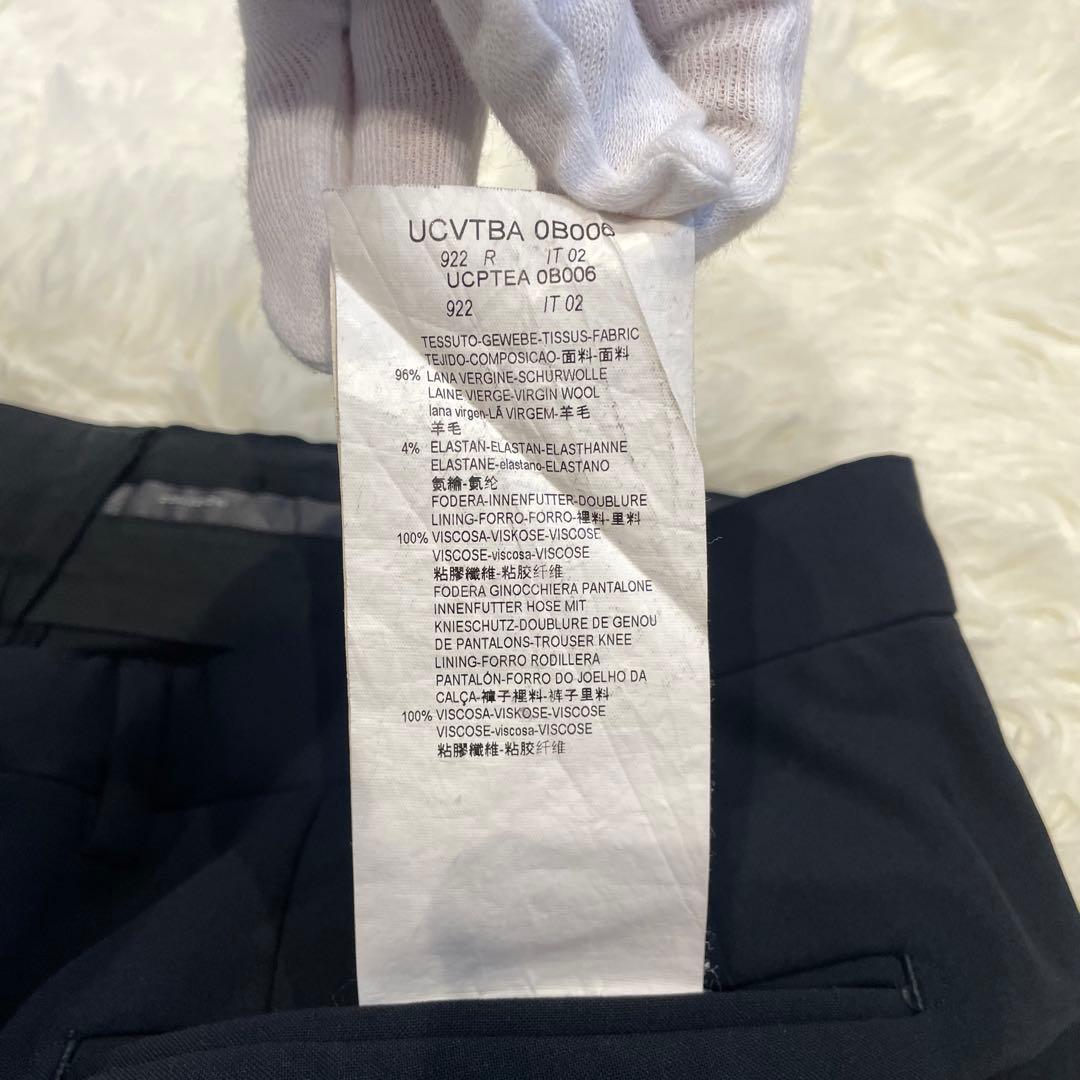 UCVTBA 0B006
922 R IT 02
UCPTEA 0B006
922 IT 02
TESSUTO-GEWEBE-TISSUS-FABRIC
TEJIDO-COMPOSICAO-面料-面料
96% LANA VERGINE-SCHURWOLLE
LAINE VIERGE-VIRGIN WOOL
lana virgen-LÃ VIRGEM-羊毛
羊毛
4% ELASTAN-ELASTAN-ELASTHANNE
ELASTANE-elastano-ELASTANO
氨綸-氨纶
FODERA-INNENFUTTER-DOUBLURE
LINING-FORRO-FORRO-裡料-里料
100% VISCOSA-VISKOSE-VISCOSE
VISCOSE-viscosa-VISCOSE
粘膠纖維-粘胶纤维
FODERA GINOCCHIERA PANTALONE
INNENFUTTER HOSE MIT
KNIESCHUTZ-DOUBLURE DE GENOU
DE PANTALONS-TROUSER KNEE
LINING-FORRO RODILLERA
PANTALÓN-FORRO DO JOELHO DA
CALÇA-褲子裡料-裤子里料
100% VISCOSA-VISKOSE-VISCOSE
VISCOSE-viscosa-VISCOSE
粘膠纖維-粘胶纤维